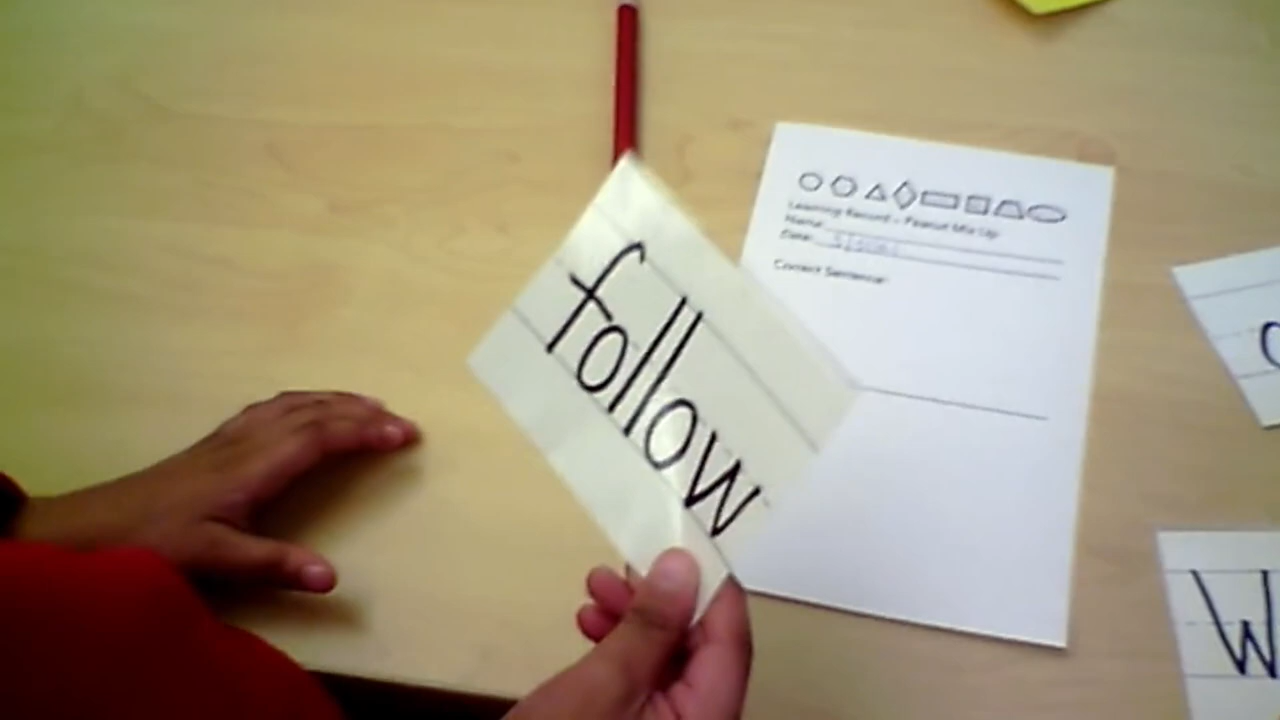 follow
Learning Record - Peanut Mix Up
Name:
Date:
Correct Sentence:
W